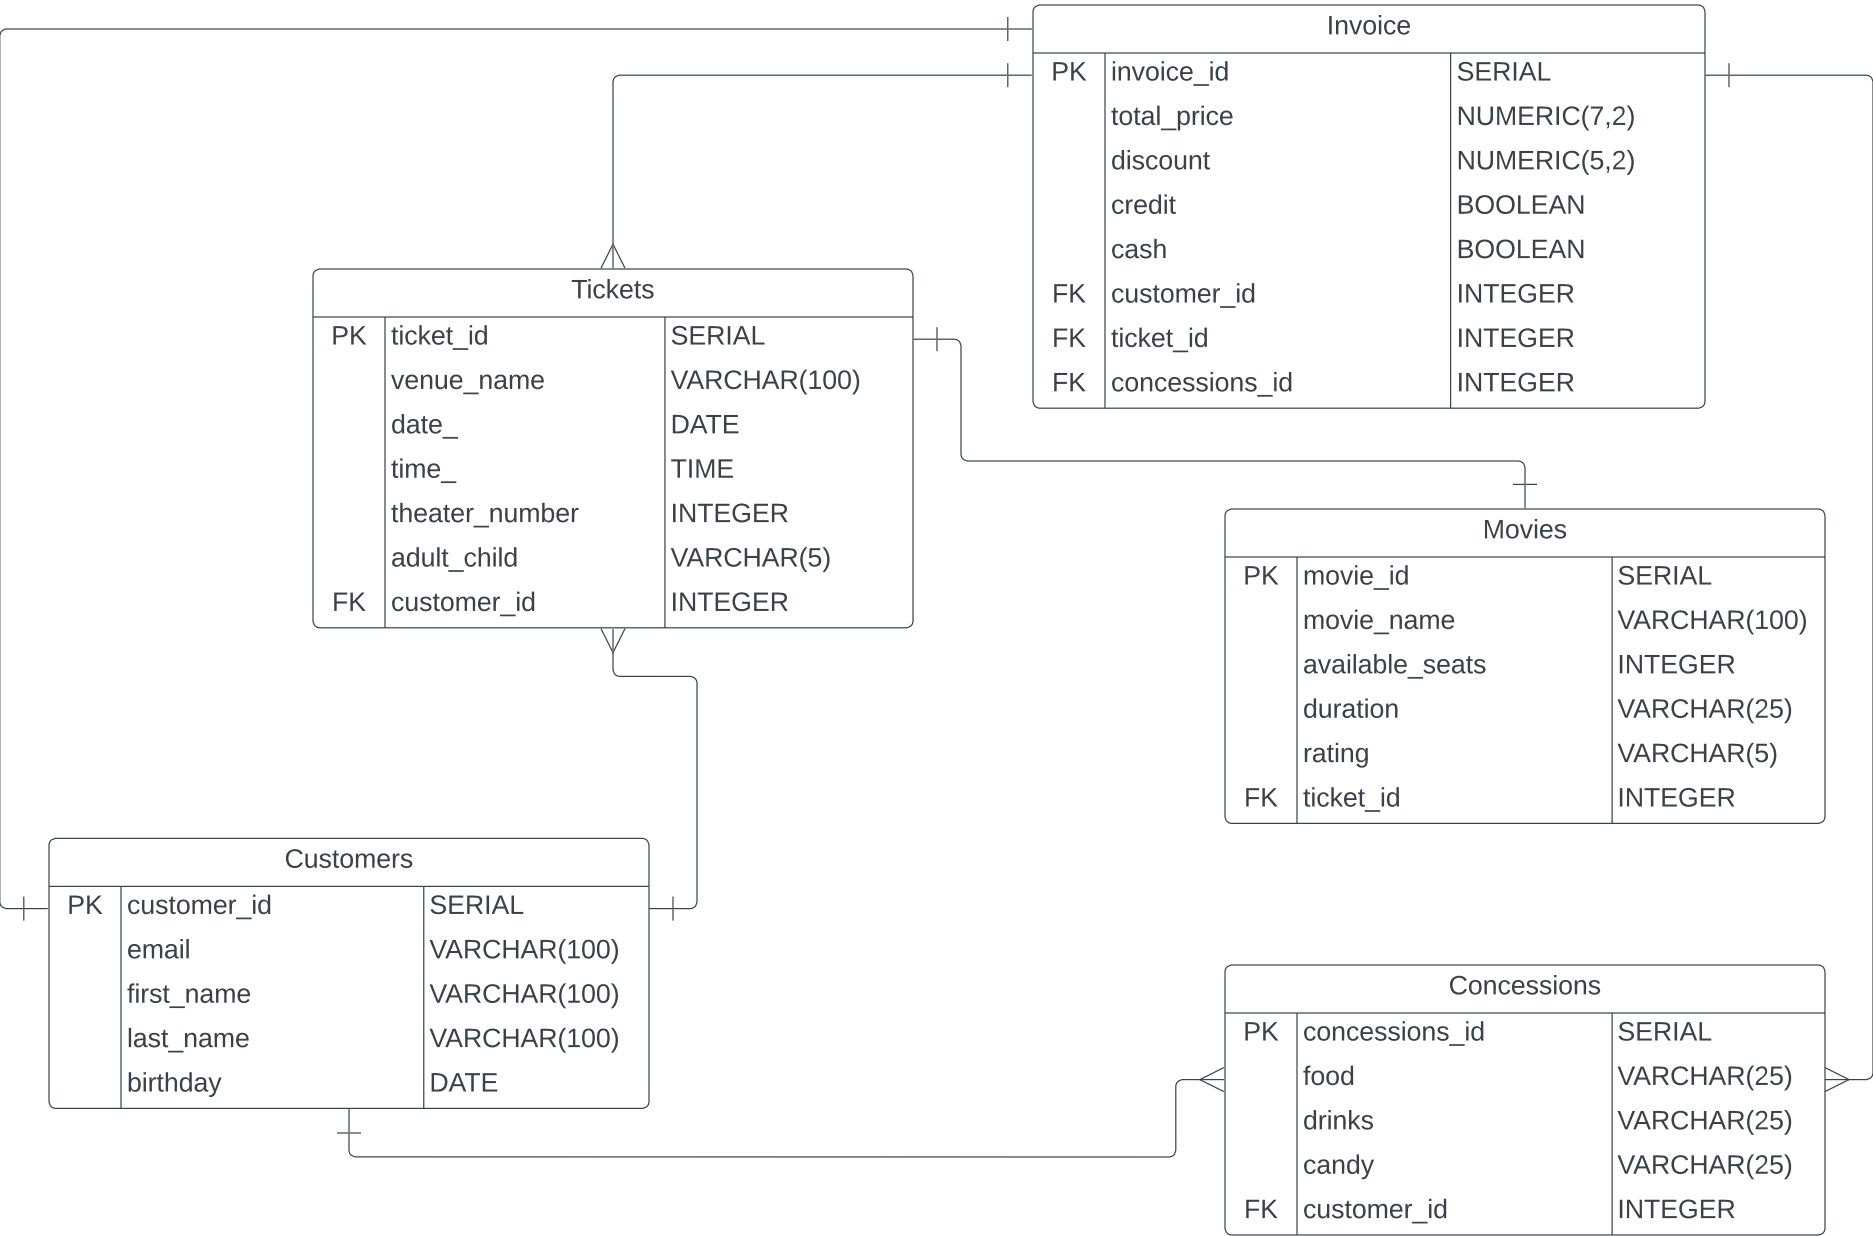 Invoice
PK invoice_id SERIAL
total_price NUMERIC(7,2)
discount NUMERIC(5,2)
credit BOOLEAN
cash BOOLEAN
FK customer_id INTEGER
FK ticket_id INTEGER
FK concessions_id INTEGER
Tickets
PK ticket_id SERIAL
venue_name VARCHAR(100)
date_ DATE
time_ TIME
theater_number INTEGER
adult_child VARCHAR(5)
FK customer_id INTEGER
Movies
PK movie_id SERIAL
movie_name VARCHAR(100)
available_seats INTEGER
duration VARCHAR(25)
rating VARCHAR(5)
FK ticket_id INTEGER
Customers
PK customer_id SERIAL
email VARCHAR(100)
first_name VARCHAR(100)
last_name VARCHAR(100)
birthday DATE
Concessions
PK concessions_id SERIAL
food VARCHAR(25)
drinks VARCHAR(25)
candy VARCHAR(25)
FK customer_id INTEGER